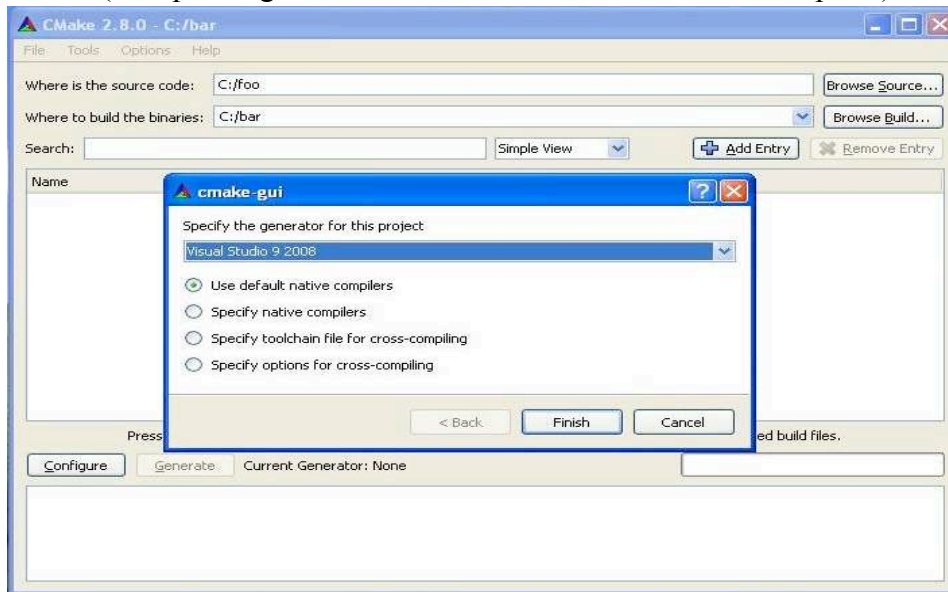 CMake 2.8.0 - C:/bar
File Tools Options Help
Where is the source code: C:/foo Browse Source...
Where to build the binaries: C:/bar Browse Build...
Search: Simple View Add Entry Remove Entry
Name
cmake-gui
Specify the generator for this project
Visual Studio 9 2008
Use default native compilers
Specify native compilers
Specify toolchain file for cross-compiling
Specify options for cross-compiling
< Back Finish Cancel
Press ed build files.
Configure Generate Current Generator: None